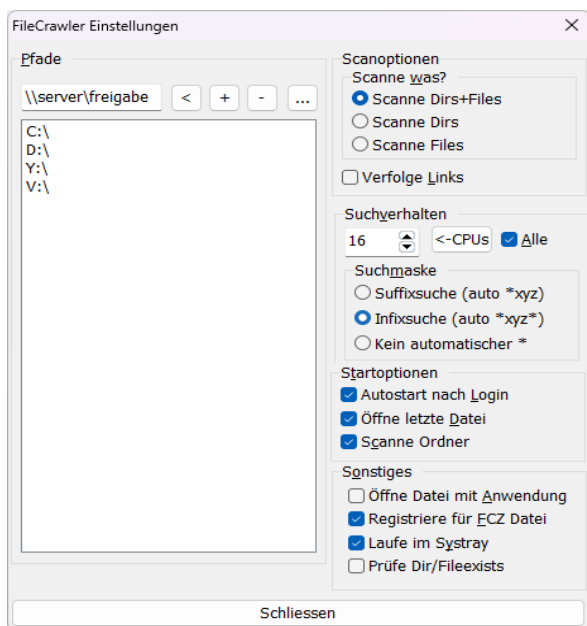 FileCrawler Einstellungen
Pfade
\\server\freigabe < + - ...
C:\
D:\
Y:\
V:\
Scanoptionen
Scanne was?
Scanne Dirs+Files
Scanne Dirs
Scanne Files
Verfolge Links
Suchverhalten
16 <-CPUs Alle
Suchmaske
Suffixsuche (auto *xyz)
Infixsuche (auto *xyz*)
Kein automatischer *
Startoptionen
Autostart nach Login
Öffne letzte Datei
Scanne Ordner
Sonstiges
Öffne Datei mit Anwendung
Registriere für FCZ Datei
Laufe im Systray
Prüfe Dir/Fileexists
Schliessen